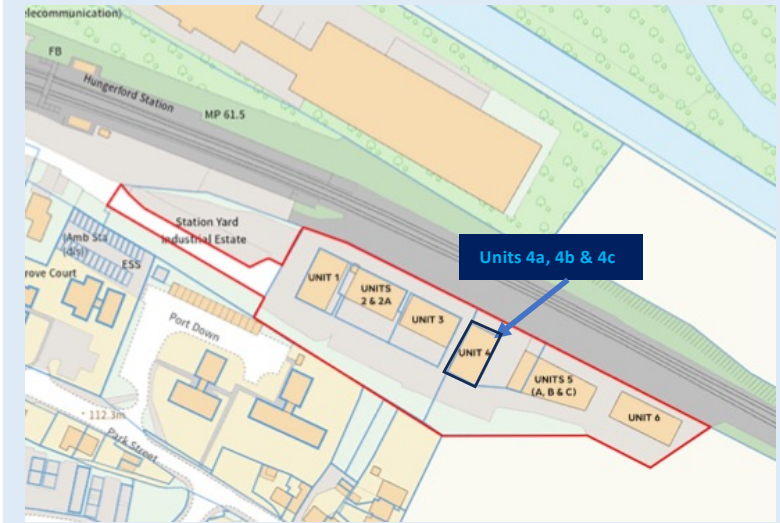 elecommunication)
FB
Hungerford Station
MP 61.5
Station Yard
Industrial Estate
Amb Sta
(dis)
ESS
rove Court
Units 4a, 4b & 4c
UNIT 1
UNITS
2 & 2A
UNIT 3
UNIT 4
UNITS 5
(A, B & C)
UNIT 6
Port Down
112.3m
Park Street